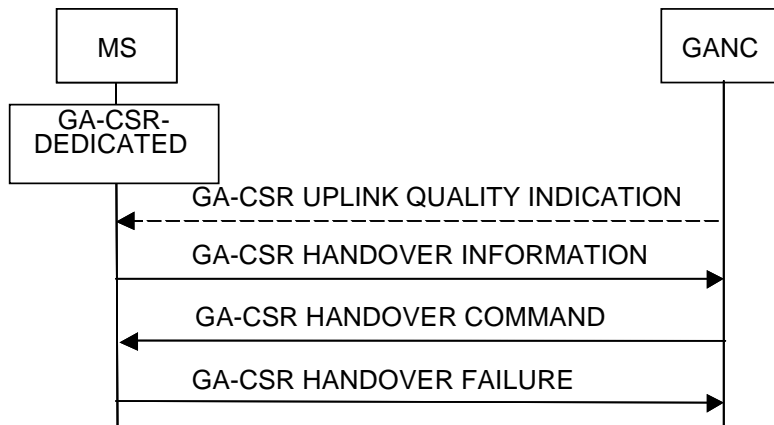 MS
GANC
GA-CSR-
DEDICATED
GA-CSR UPLINK QUALITY INDICATION
GA-CSR HANDOVER INFORMATION
GA-CSR HANDOVER COMMAND
GA-CSR HANDOVER FAILURE